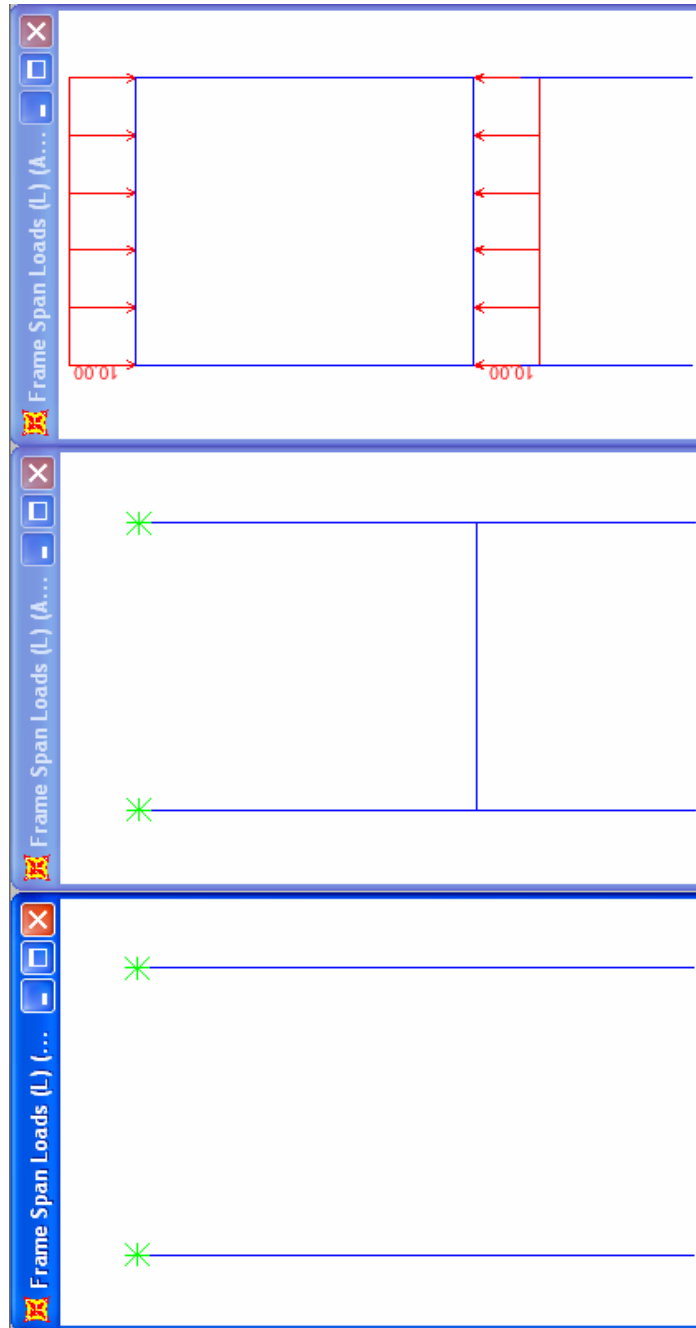 Frame Span Loads (L) (A...
10.00
10.00
Frame Span Loads (L) (A...
Frame Span Loads (L) (...